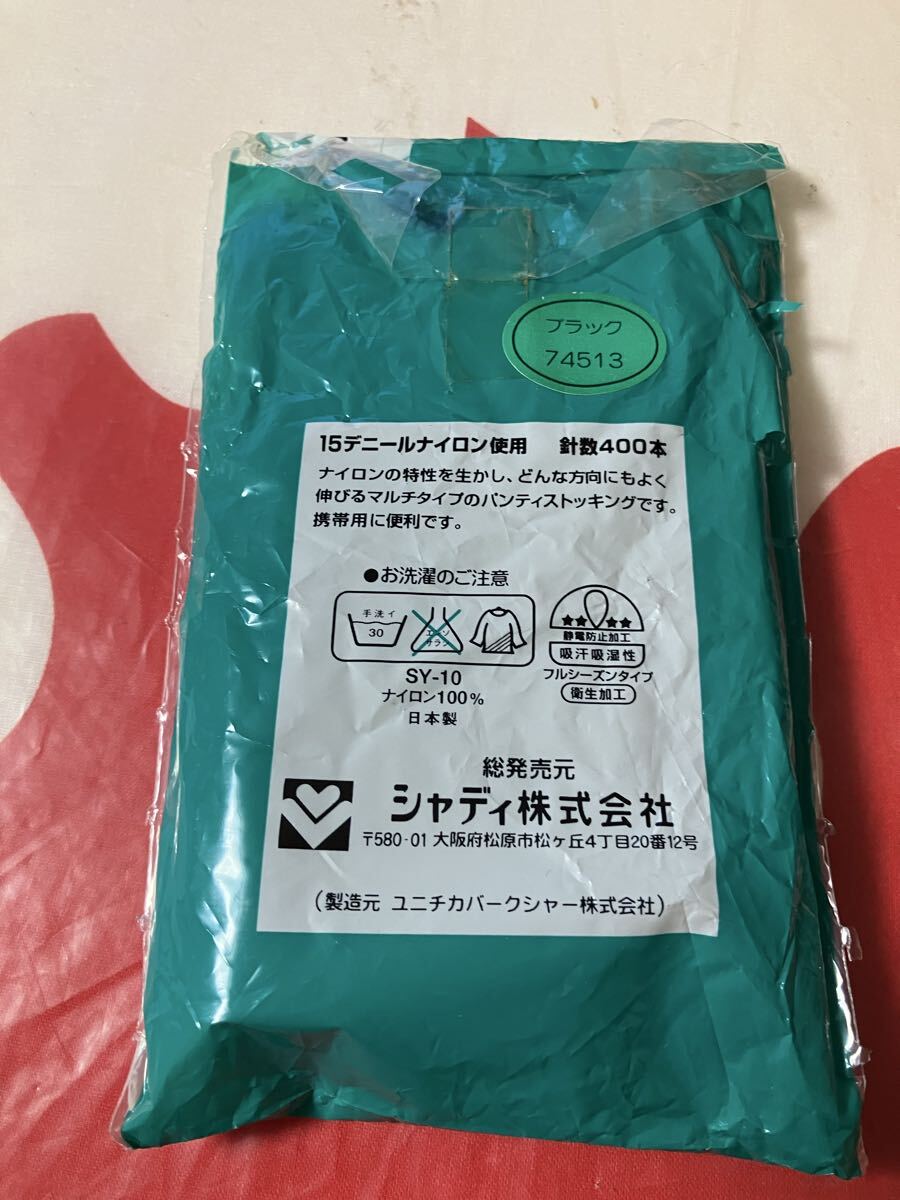 ブラック
74513
15デニールナイロン使用 針数400本
ナイロンの特性を生かし、どんな方向にもよく
伸びるマルチタイプのパンティストッキングです。
携帯用に便利です。
●お洗濯のご注意
手洗イ
30
エンソ
サラシ
静電防止加工
吸汗吸湿性
フルシーズンタイプ
衛生加工
SY-10
ナイロン100%
日本製
総発売元
シャディ株式会社
〒580-01 大阪府松原市松ヶ丘4丁目20番12号
(製造元 ユニチカバークシャー株式会社)